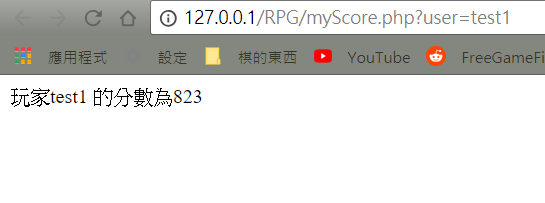 127.0.0.1/RPG/myScore.php?user=test1
應用程式 設定 棋的東西 YouTube FreeGameFi
玩家test1 的分數為823